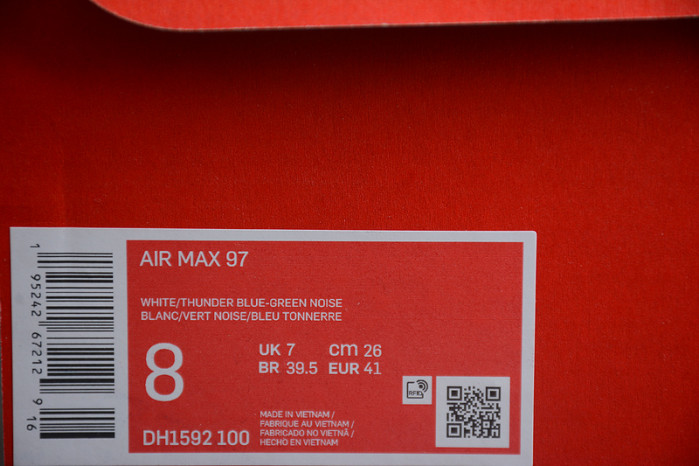 AIR MAX 97
WHITE/THUNDER BLUE-GREEN NOISE
BLANC/VERT NOISE/BLEU TONNERRE
8
UK 7 cm 26
BR 39.5 EUR 41
RFID
DH1592 100
MADE IN VIETNAM /
FABRIQUE AU VIETNAM /
FABRICADO NO VIETNÃ /
HECHO EN VIETNAM
1 95242 67212 9 16